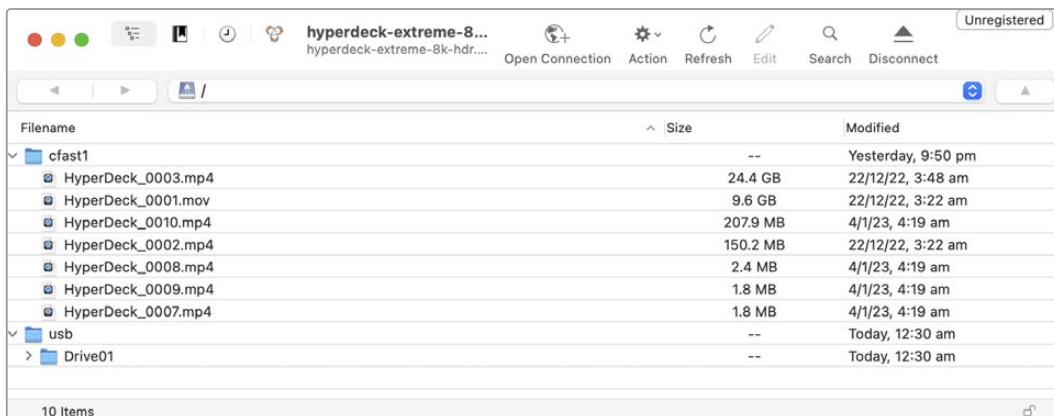 Unregistered
hyperdeck-extreme-8...
hyperdeck-extreme-8k-hdr....
Open Connection Action Refresh Edit Search Disconnect
/
Filename Size Modified
cfast1 -- Yesterday, 9:50 pm
HyperDeck_0003.mp4 24.4 GB 22/12/22, 3:48 am
HyperDeck_0001.mov 9.6 GB 22/12/22, 3:22 am
HyperDeck_0010.mp4 207.9 MB 4/1/23, 4:19 am
HyperDeck_0002.mp4 150.2 MB 22/12/22, 3:22 am
HyperDeck_0008.mp4 2.4 MB 4/1/23, 4:19 am
HyperDeck_0009.mp4 1.8 MB 4/1/23, 4:19 am
HyperDeck_0007.mp4 1.8 MB 4/1/23, 4:19 am
usb -- Today, 12:30 am
Drive01 -- Today, 12:30 am
10 Items